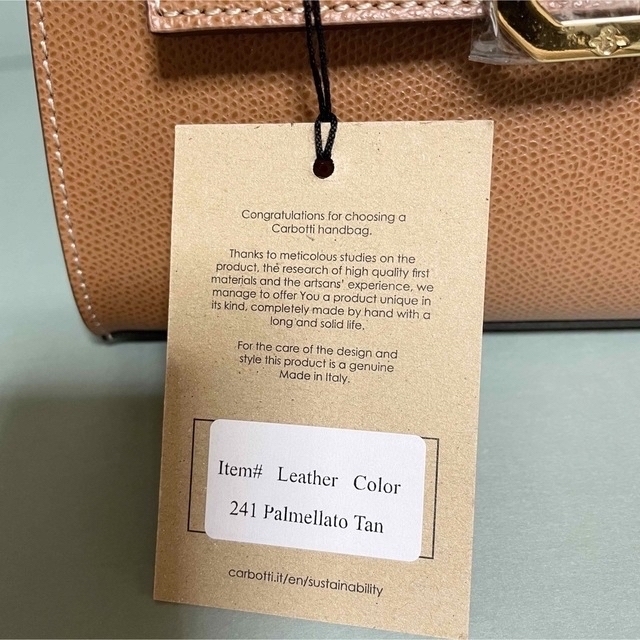 Congratulations for choosing a
Carbotti handbag.
Thanks to meticolous studies on the
product, the research of high quality first
materials and the artsans' experience, we
manage to offer You a product unique in
its kind, completely made by hand with a
long and solid life.
For the care of the design and
style this product is a genuine
Made in Italy.
Item# Leather Color
241 Palmellato Tan
carbotti.it/en/sustainability